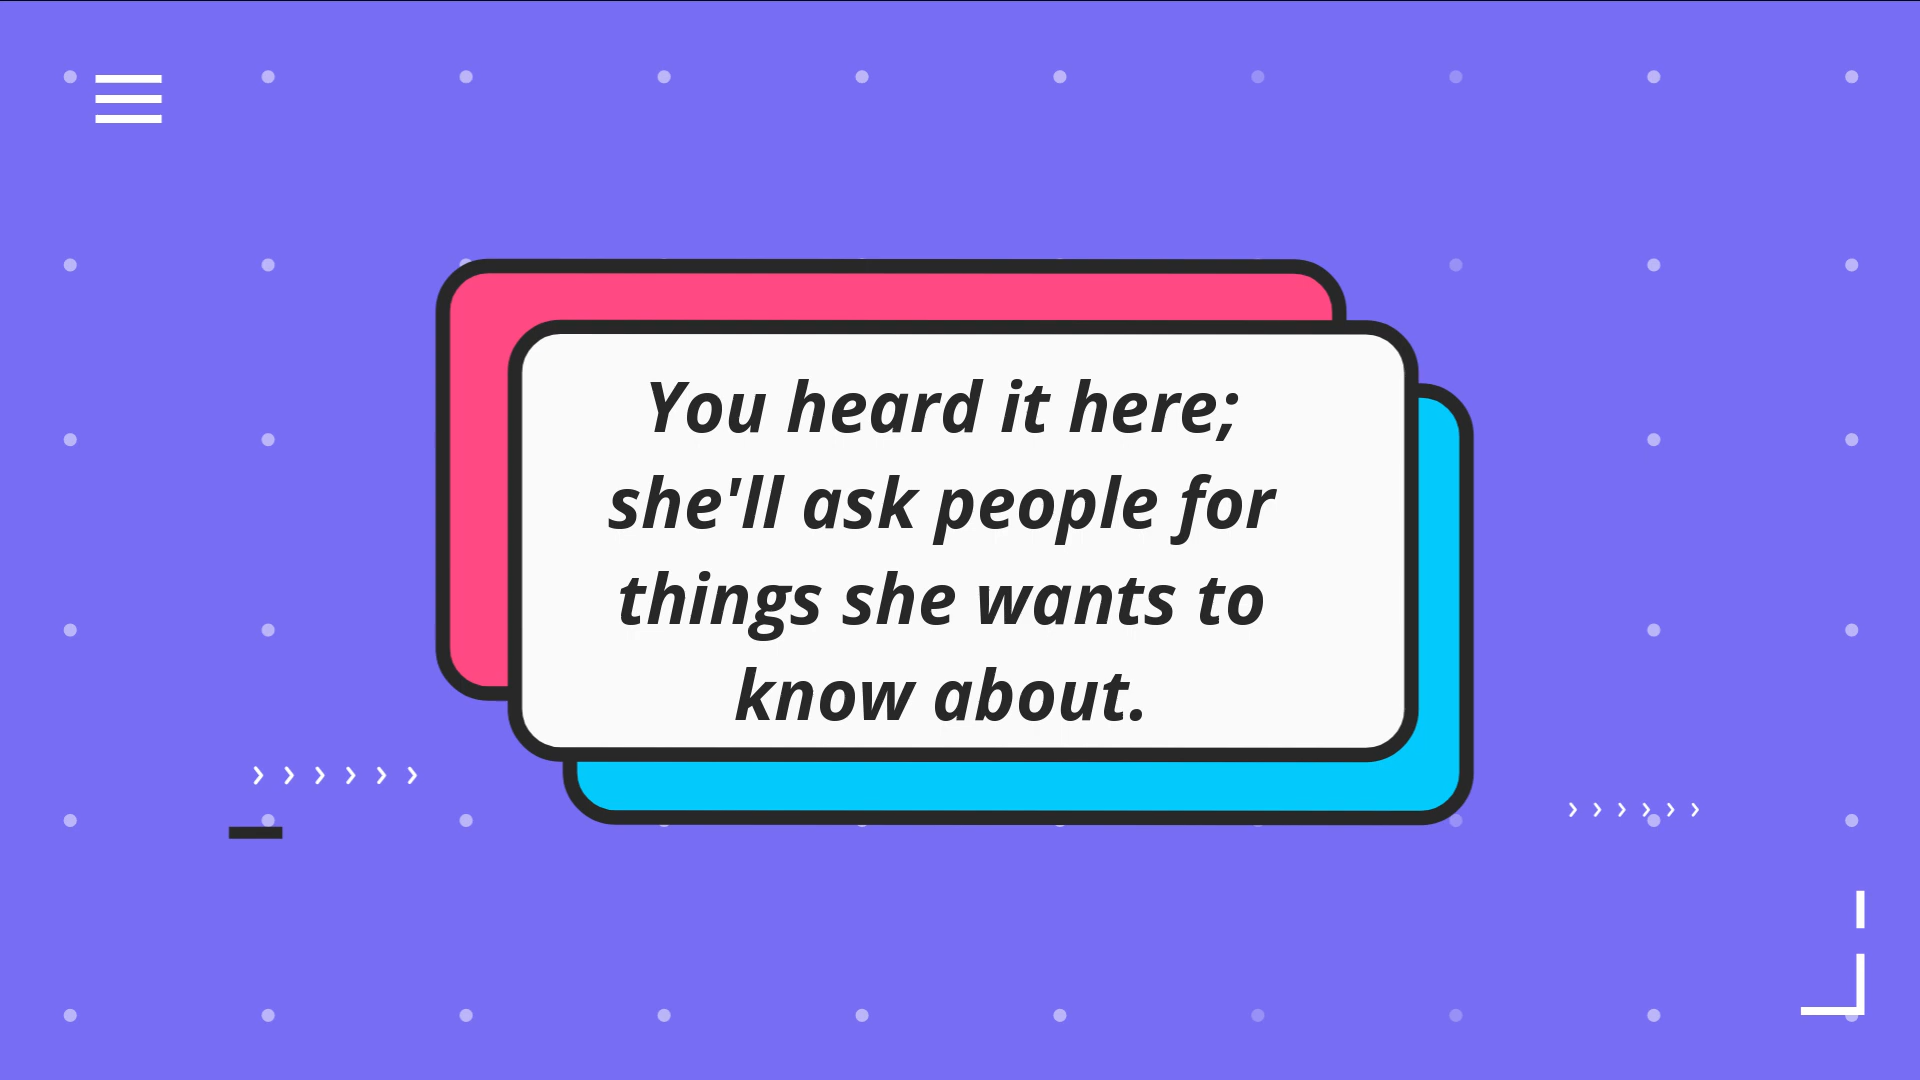 You heard it here;
she'll ask people for
things she wants to
know about.